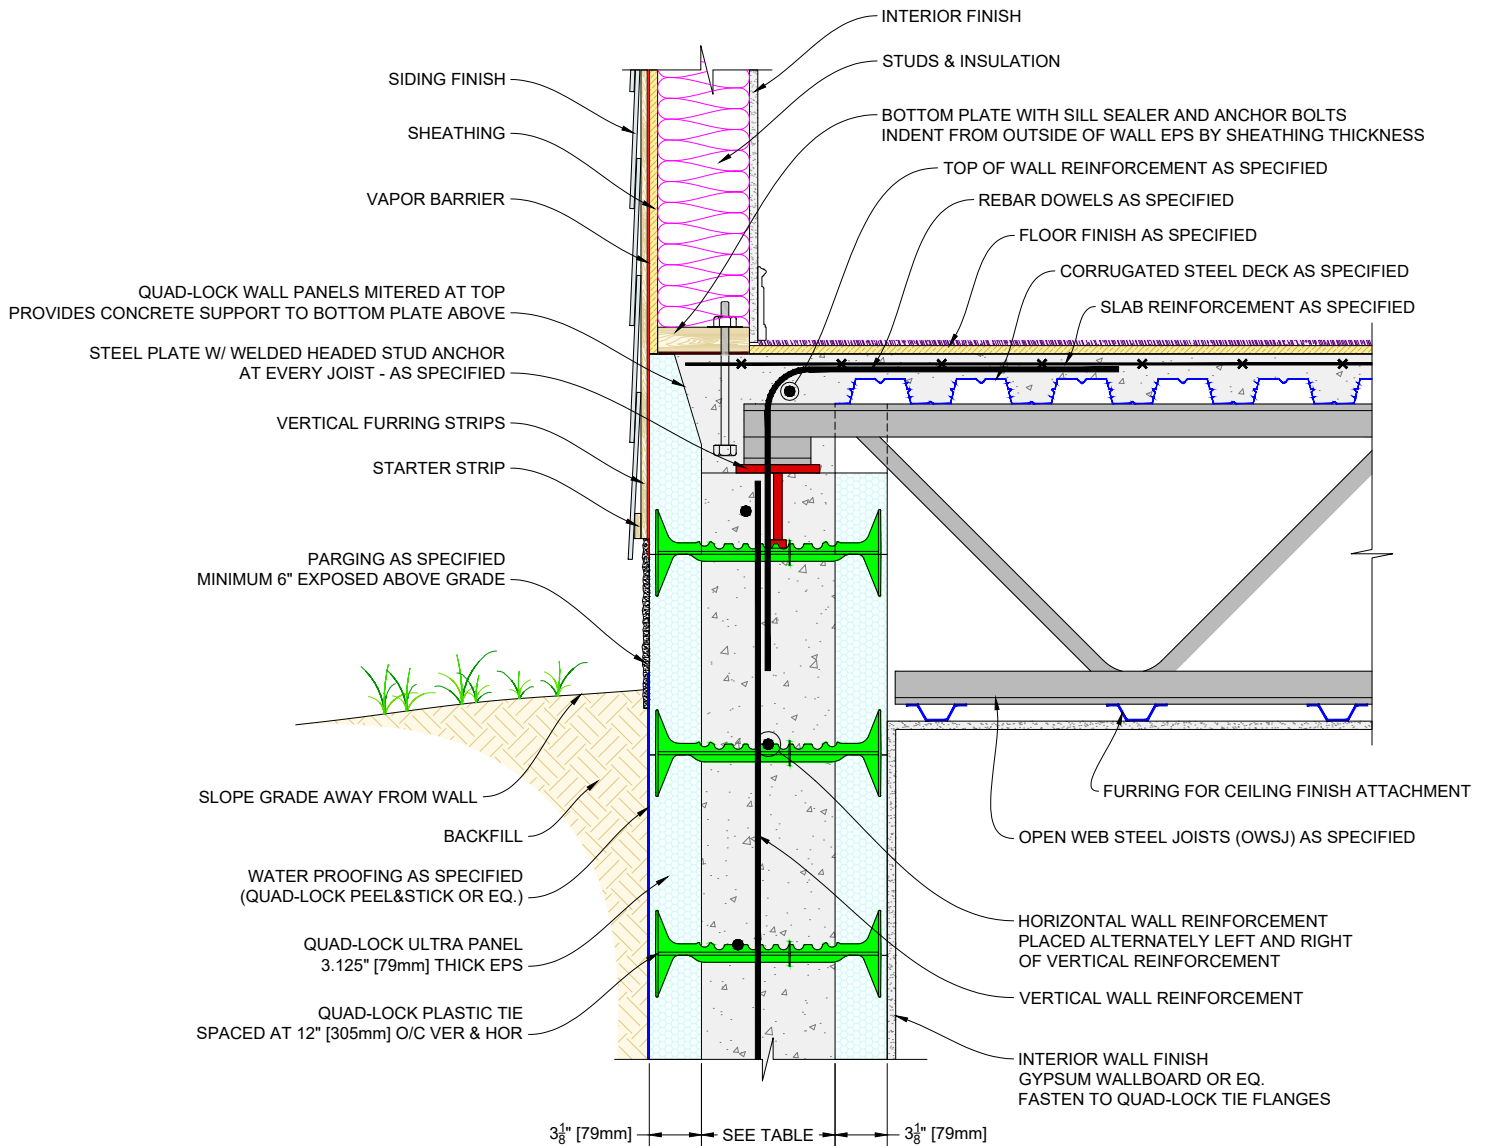 INTERIOR FINISH
STUDS & INSULATION
BOTTOM PLATE WITH SILL SEALER AND ANCHOR BOLTS
INDENT FROM OUTSIDE OF WALL EPS BY SHEATHING THICKNESS
TOP OF WALL REINFORCEMENT AS SPECIFIED
REBAR DOWELS AS SPECIFIED
FLOOR FINISH AS SPECIFIED
CORRUGATED STEEL DECK AS SPECIFIED
SLAB REINFORCEMENT AS SPECIFIED
SIDING FINISH
SHEATHING
VAPOR BARRIER
QUAD-LOCK WALL PANELS MITERED AT TOP
PROVIDES CONCRETE SUPPORT TO BOTTOM PLATE ABOVE
STEEL PLATE W/ WELDED HEADED STUD ANCHOR
AT EVERY JOIST - AS SPECIFIED
VERTICAL FURRING STRIPS
STARTER STRIP
PARGING AS SPECIFIED
MINIMUM 6" EXPOSED ABOVE GRADE
SLOPE GRADE AWAY FROM WALL
BACKFILL
WATER PROOFING AS SPECIFIED
(QUAD-LOCK PEEL&STICK OR EQ.)
QUAD-LOCK ULTRA PANEL
3.125" [79mm] THICK EPS
QUAD-LOCK PLASTIC TIE
SPACED AT 12" [305mm] O/C VER & HOR
FURRING FOR CEILING FINISH ATTACHMENT
OPEN WEB STEEL JOISTS (OWSJ) AS SPECIFIED
HORIZONTAL WALL REINFORCEMENT
PLACED ALTERNATELY LEFT AND RIGHT
OF VERTICAL REINFORCEMENT
VERTICAL WALL REINFORCEMENT
INTERIOR WALL FINISH
GYPSUM WALLBOARD OR EQ.
FASTEN TO QUAD-LOCK TIE FLANGES
3 1/8" [79mm] SEE TABLE 3 1/8" [79mm]